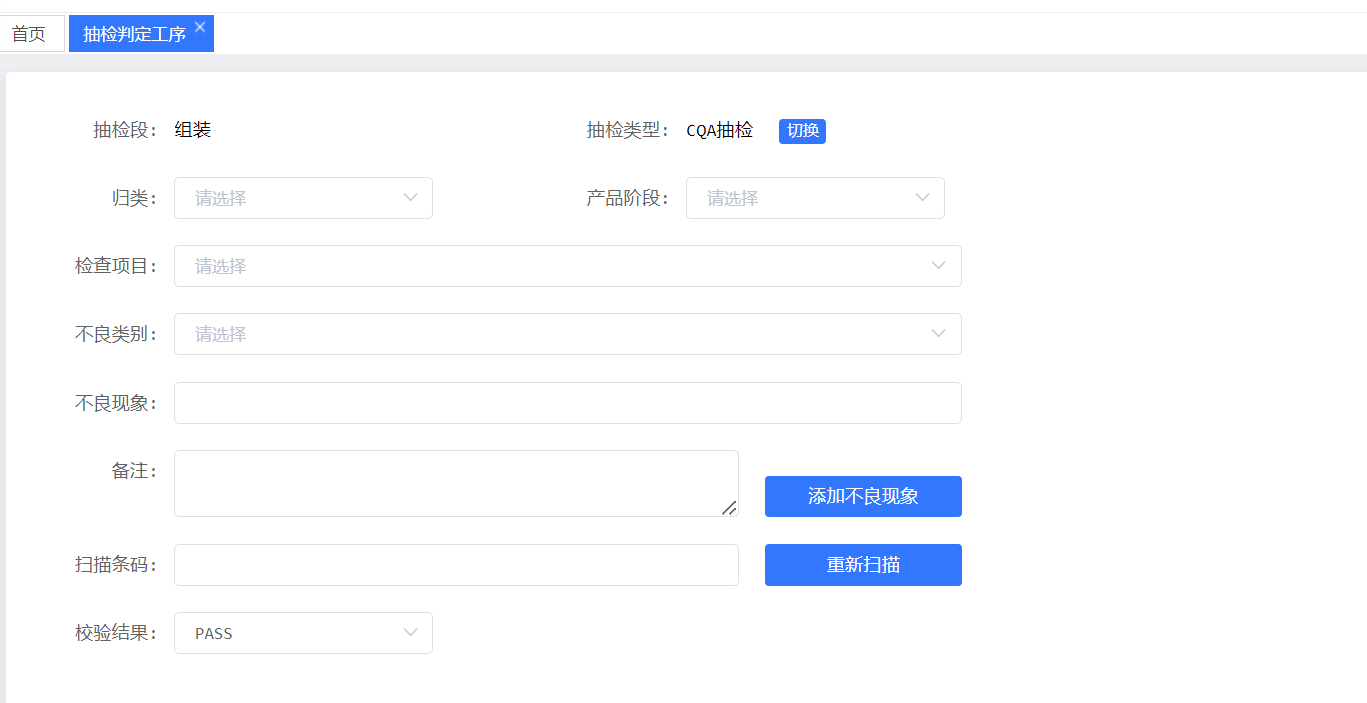 首页 抽检判定工序
抽检段: 组装 抽检类型: CQA抽检 切换
归类: 请选择 产品阶段: 请选择
检查项目: 请选择
不良类别: 请选择
不良现象:
备注:
添加不良现象
扫描条码: 重新扫描
校验结果: PASS